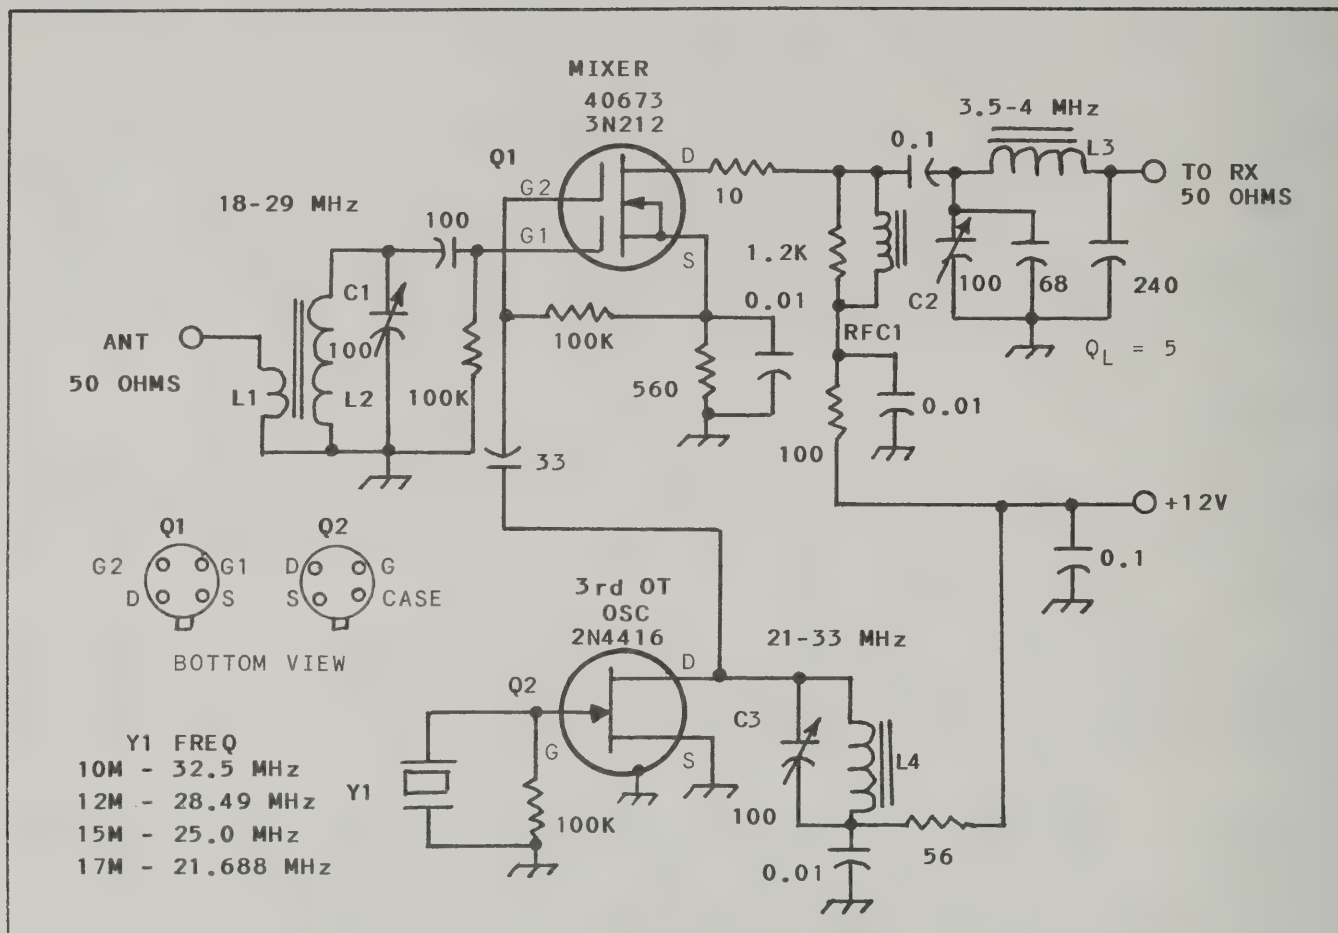 MIXER
40673
3N212
Q1
G2
G1
D
S
18-29 MHz
100
C1
100
ANT
50 OHMS
L1
L2
100K
100K
10
1.2K
0.1
3.5-4 MHz
L3
TO RX
50 OHMS
C2
100
68
240
Q_L = 5
0.01
560
RFC1
0.01
100
33
+12V
0.1
Q1
G2
G1
D
S
Q2
D
G
S
CASE
BOTTOM VIEW
3rd OT
OSC
2N4416
Q2
D
G
S
21-33 MHz
C3
100
L4
56
0.01
Y1
100K
Y1 FREQ
10M - 32.5 MHz
12M - 28.49 MHz
15M - 25.0 MHz
17M - 21.688 MHz